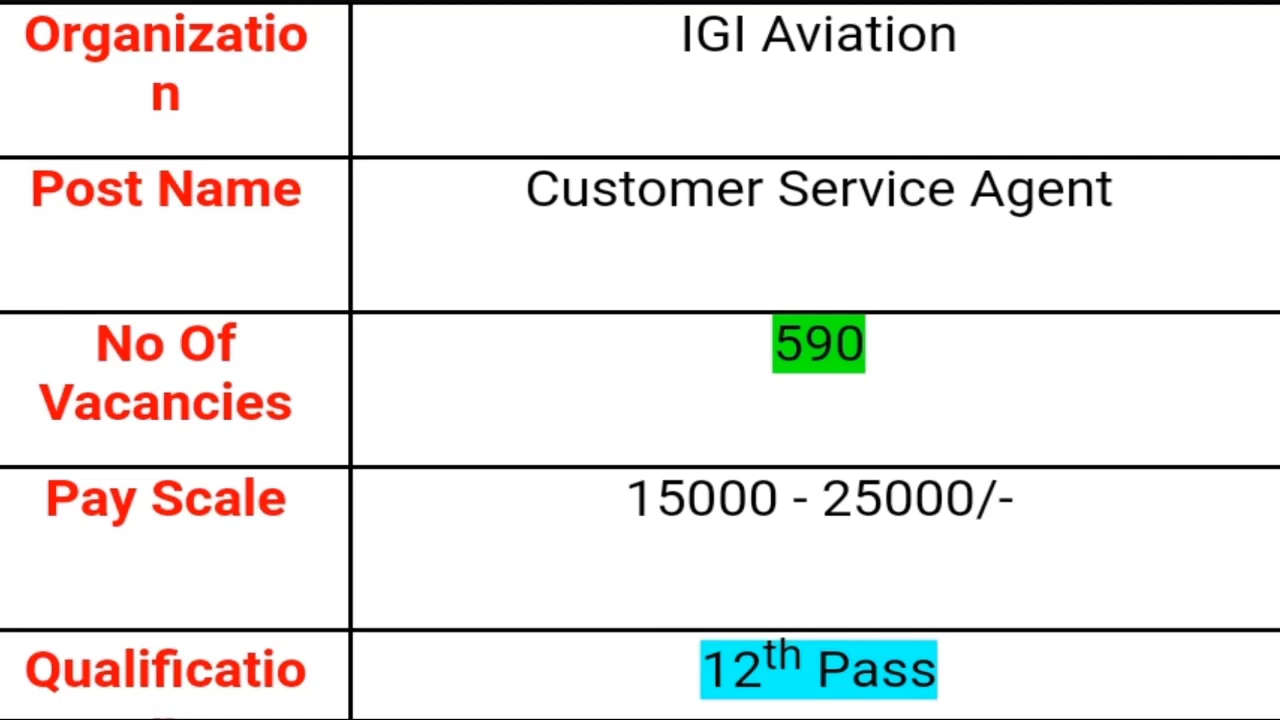 Organizatio
n
IGI Aviation
Post Name
Customer Service Agent
No Of
Vacancies
590
Pay Scale
15000 - 25000/-
Qualificatio
12th Pass